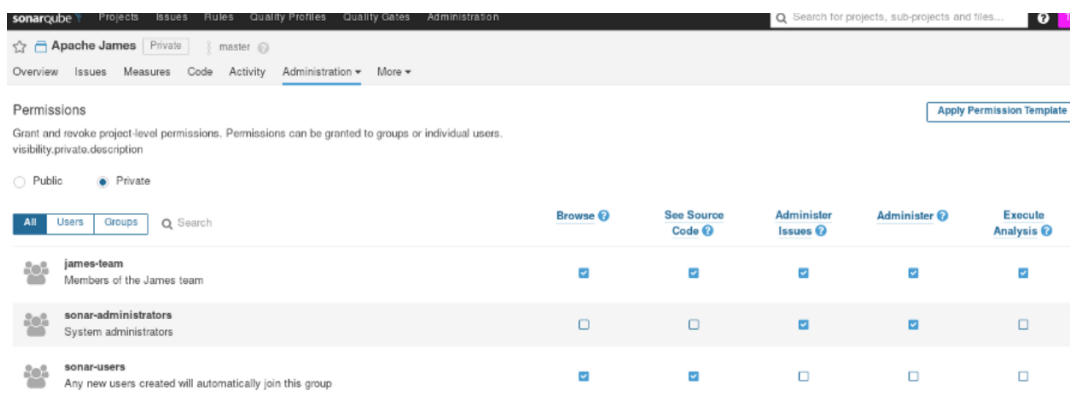 sonarqube Projects Issues Rules Quality Profiles Quality Gates Administration Search for projects, sub-projects and files...
Apache James Private master
Overview Issues Measures Code Activity Administration More
Permissions Apply Permission Template
Grant and revoke project-level permissions. Permissions can be granted to groups or individual users.
visibility.private.description
Public Private
All Users Groups Search Browse See Source Code Administer Issues Administer Execute Analysis
james-team
Members of the James team
sonar-administrators
System administrators
sonar-users
Any new users created will automatically join this group